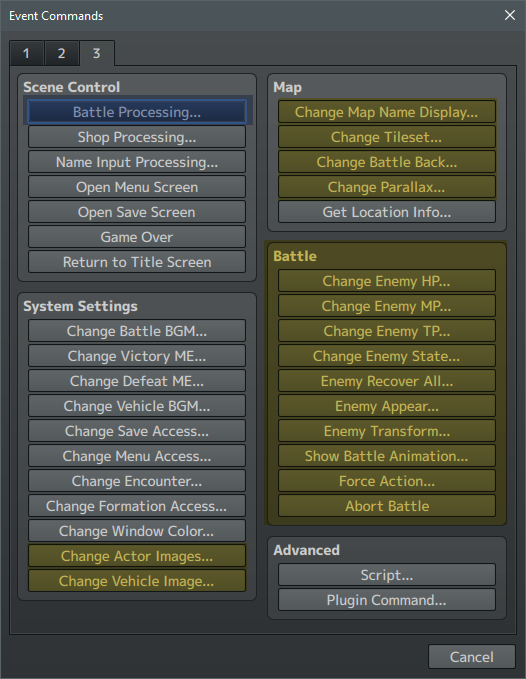 Event Commands
1 2 3
Scene Control
Battle Processing...
Shop Processing...
Name Input Processing...
Open Menu Screen
Open Save Screen
Game Over
Return to Title Screen
System Settings
Change Battle BGM...
Change Victory ME...
Change Defeat ME...
Change Vehicle BGM...
Change Save Access...
Change Menu Access...
Change Encounter...
Change Formation Access...
Change Window Color...
Change Actor Images...
Change Vehicle Image...
Map
Change Map Name Display...
Change Tileset...
Change Battle Back...
Change Parallax...
Get Location Info...
Battle
Change Enemy HP...
Change Enemy MP...
Change Enemy TP...
Change Enemy State...
Enemy Recover All...
Enemy Appear...
Enemy Transform...
Show Battle Animation...
Force Action...
Abort Battle
Advanced
Script...
Plugin Command...
Cancel